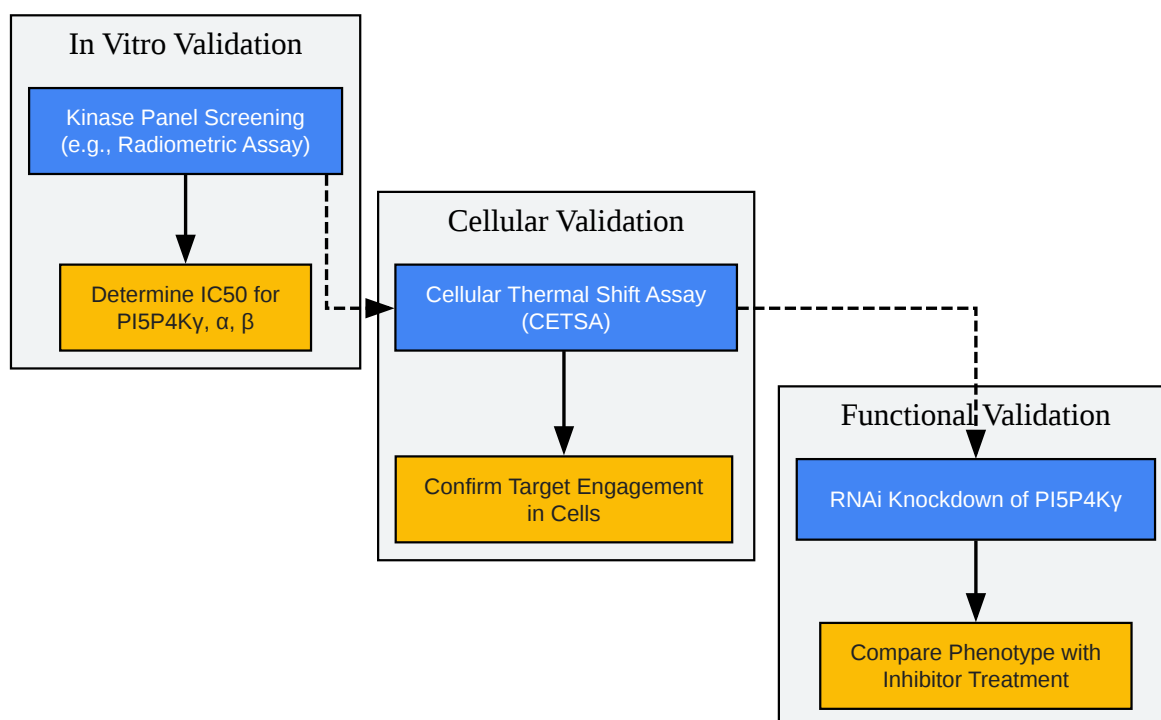 In Vitro Validation
Kinase Panel Screening
(e.g., Radiometric Assay)
Determine IC50 for
PI5P4Kγ, α, β
Cellular Validation
Cellular Thermal Shift Assay
(CETSA)
Confirm Target Engagement
in Cells
Functional Validation
RNAi Knockdown of PI5P4Kγ
Compare Phenotype with
Inhibitor Treatment